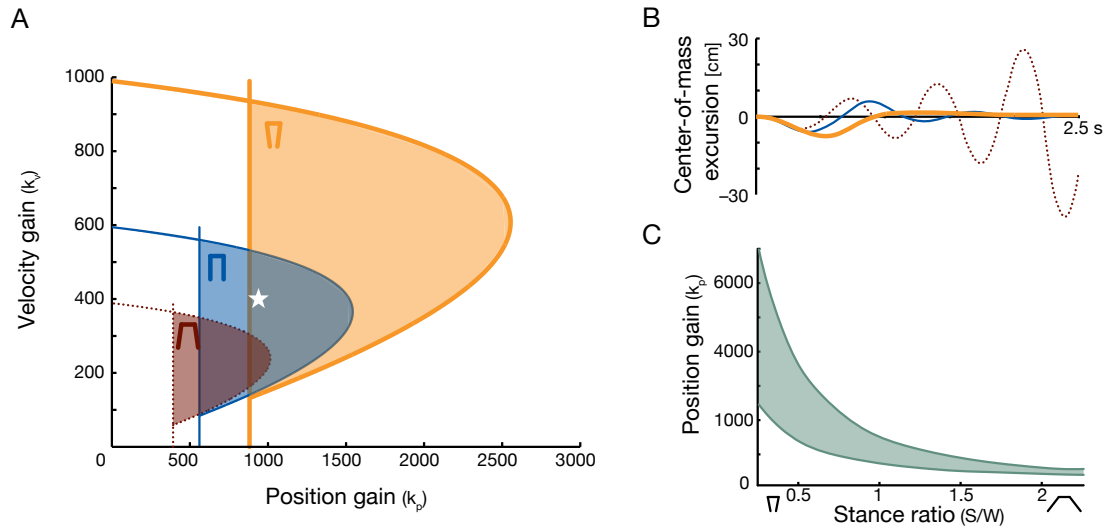 A
1000
800
600
400
200
0
500
1000
1500
2000
2500
3000
Velocity gain (kᵥ)
Position gain (kₚ)
B
30
0
−30
Center-of-mass
excursion [cm]
2.5 s
C
6000
4000
1000
0
Position gain (kₚ)
0.5
1
1.5
2
Stance ratio (S/W)